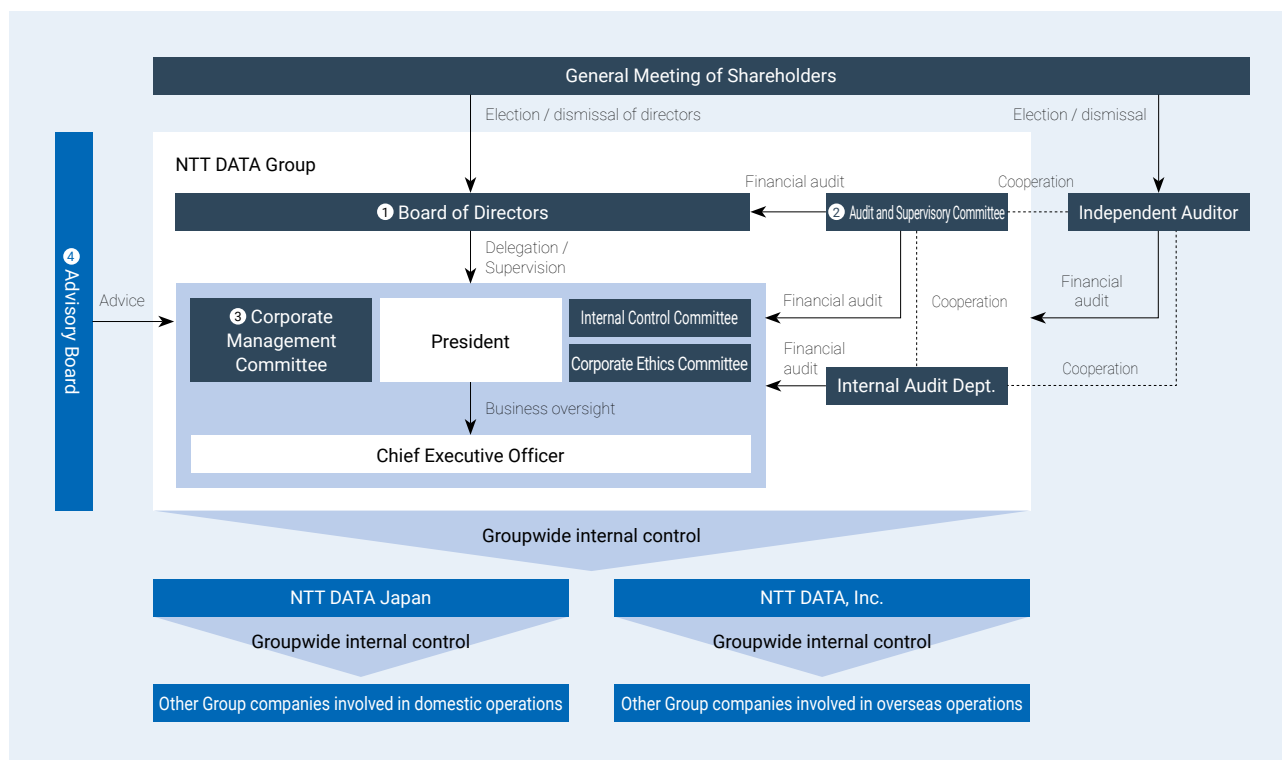 General Meeting of Shareholders
Election / dismissal of directors
Election / dismissal
NTT DATA Group
Financial audit
Cooperation
1 Board of Directors
2 Audit and Supervisory Committee
Independent Auditor
4 Advisory Board
Advice
Delegation /
Supervision
3 Corporate
Management
Committee
President
Internal Control Committee
Corporate Ethics Committee
Financial audit
Cooperation
Financial
audit
Financial
audit
Internal Audit Dept.
Cooperation
Business oversight
Chief Executive Officer
Groupwide internal control
NTT DATA Japan
NTT DATA, Inc.
Groupwide internal control
Groupwide internal control
Other Group companies involved in domestic operations
Other Group companies involved in overseas operations